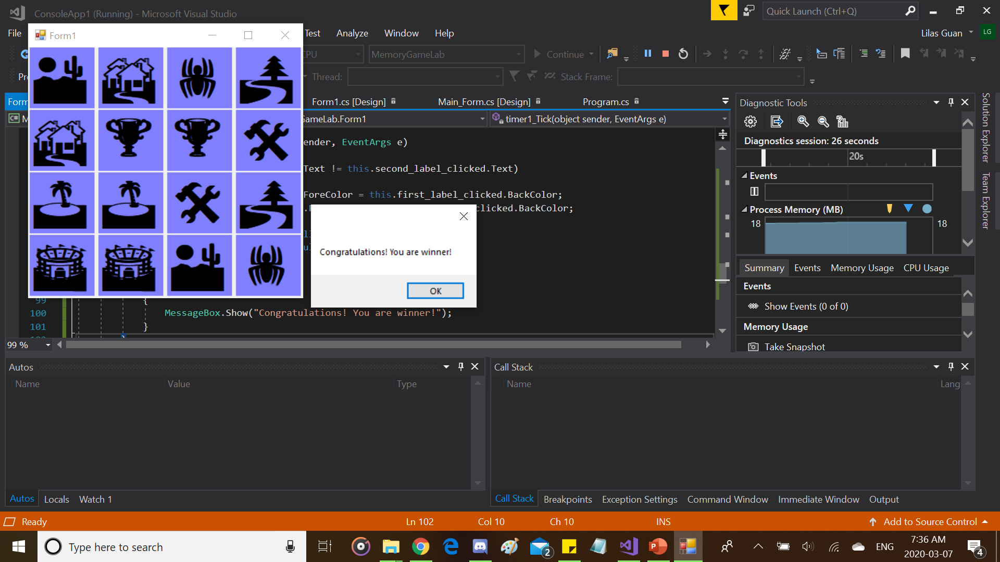 ConsoleApp1 (Running) - Microsoft Visual Studio
Quick Launch (Ctrl+Q)
File
Test
Analyze
Window
Help
Lilas Guan
LG
Form1
CPU
MemoryGameLab
Continue
Thread:
Stack Frame:
Form1.cs [Design]
Main_Form.cs [Design]
Program.cs
GameLab.Form1
timer1_Tick(object sender, EventArgs e)
ender, EventArgs e)
Text != this.second_label_clicked.Text)
ForeColor = this.first_label_clicked.BackColor;
clicked.BackColor;
Congratulations! You are winner!
OK
99 {
100 MessageBox.Show("Congratulations! You are winner!");
101 }
99 %
Diagnostic Tools
Diagnostics session: 26 seconds
20s
Events
Process Memory (MB)
18 18
Summary Events Memory Usage CPU Usage
Events
Show Events (0 of 0)
Memory Usage
Take Snapshot
Solution Explorer
Team Explorer
Autos
Name Value Type
Autos Locals Watch 1
Call Stack
Name Lang
Call Stack Breakpoints Exception Settings Command Window Immediate Window Output
Ready
Ln 102 Col 10 Ch 10 INS
Add to Source Control
Type here to search
2
ENG
7:36 AM
2020-03-07
4